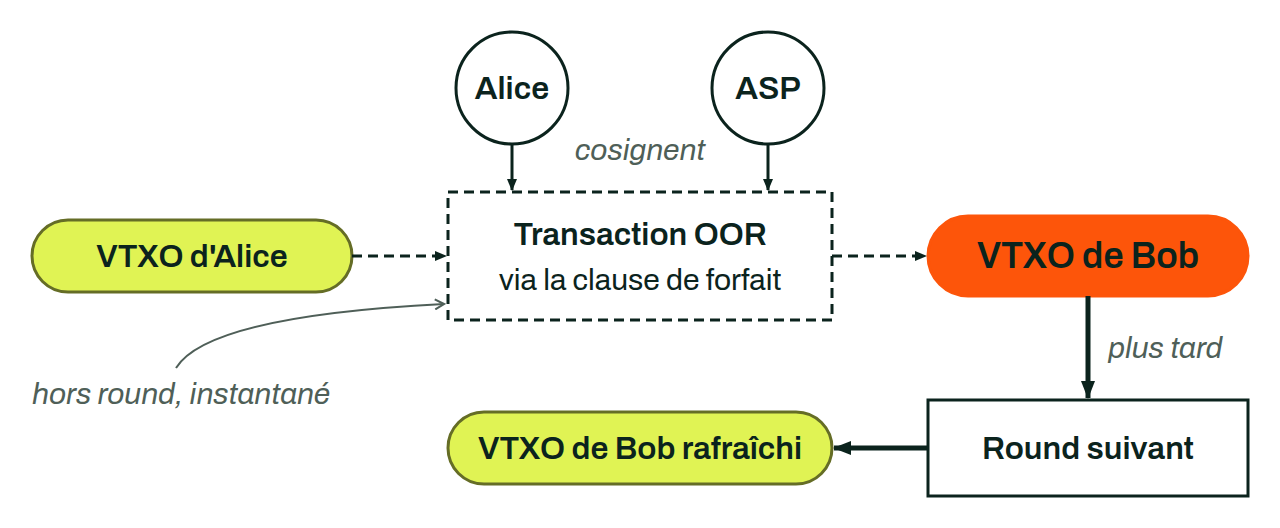 Alice
ASP
cosignent
Transaction OOR
via la clause de forfait
VTXO d'Alice
VTXO de Bob
hors round, instantané
plus tard
VTXO de Bob rafraîchi
Round suivant